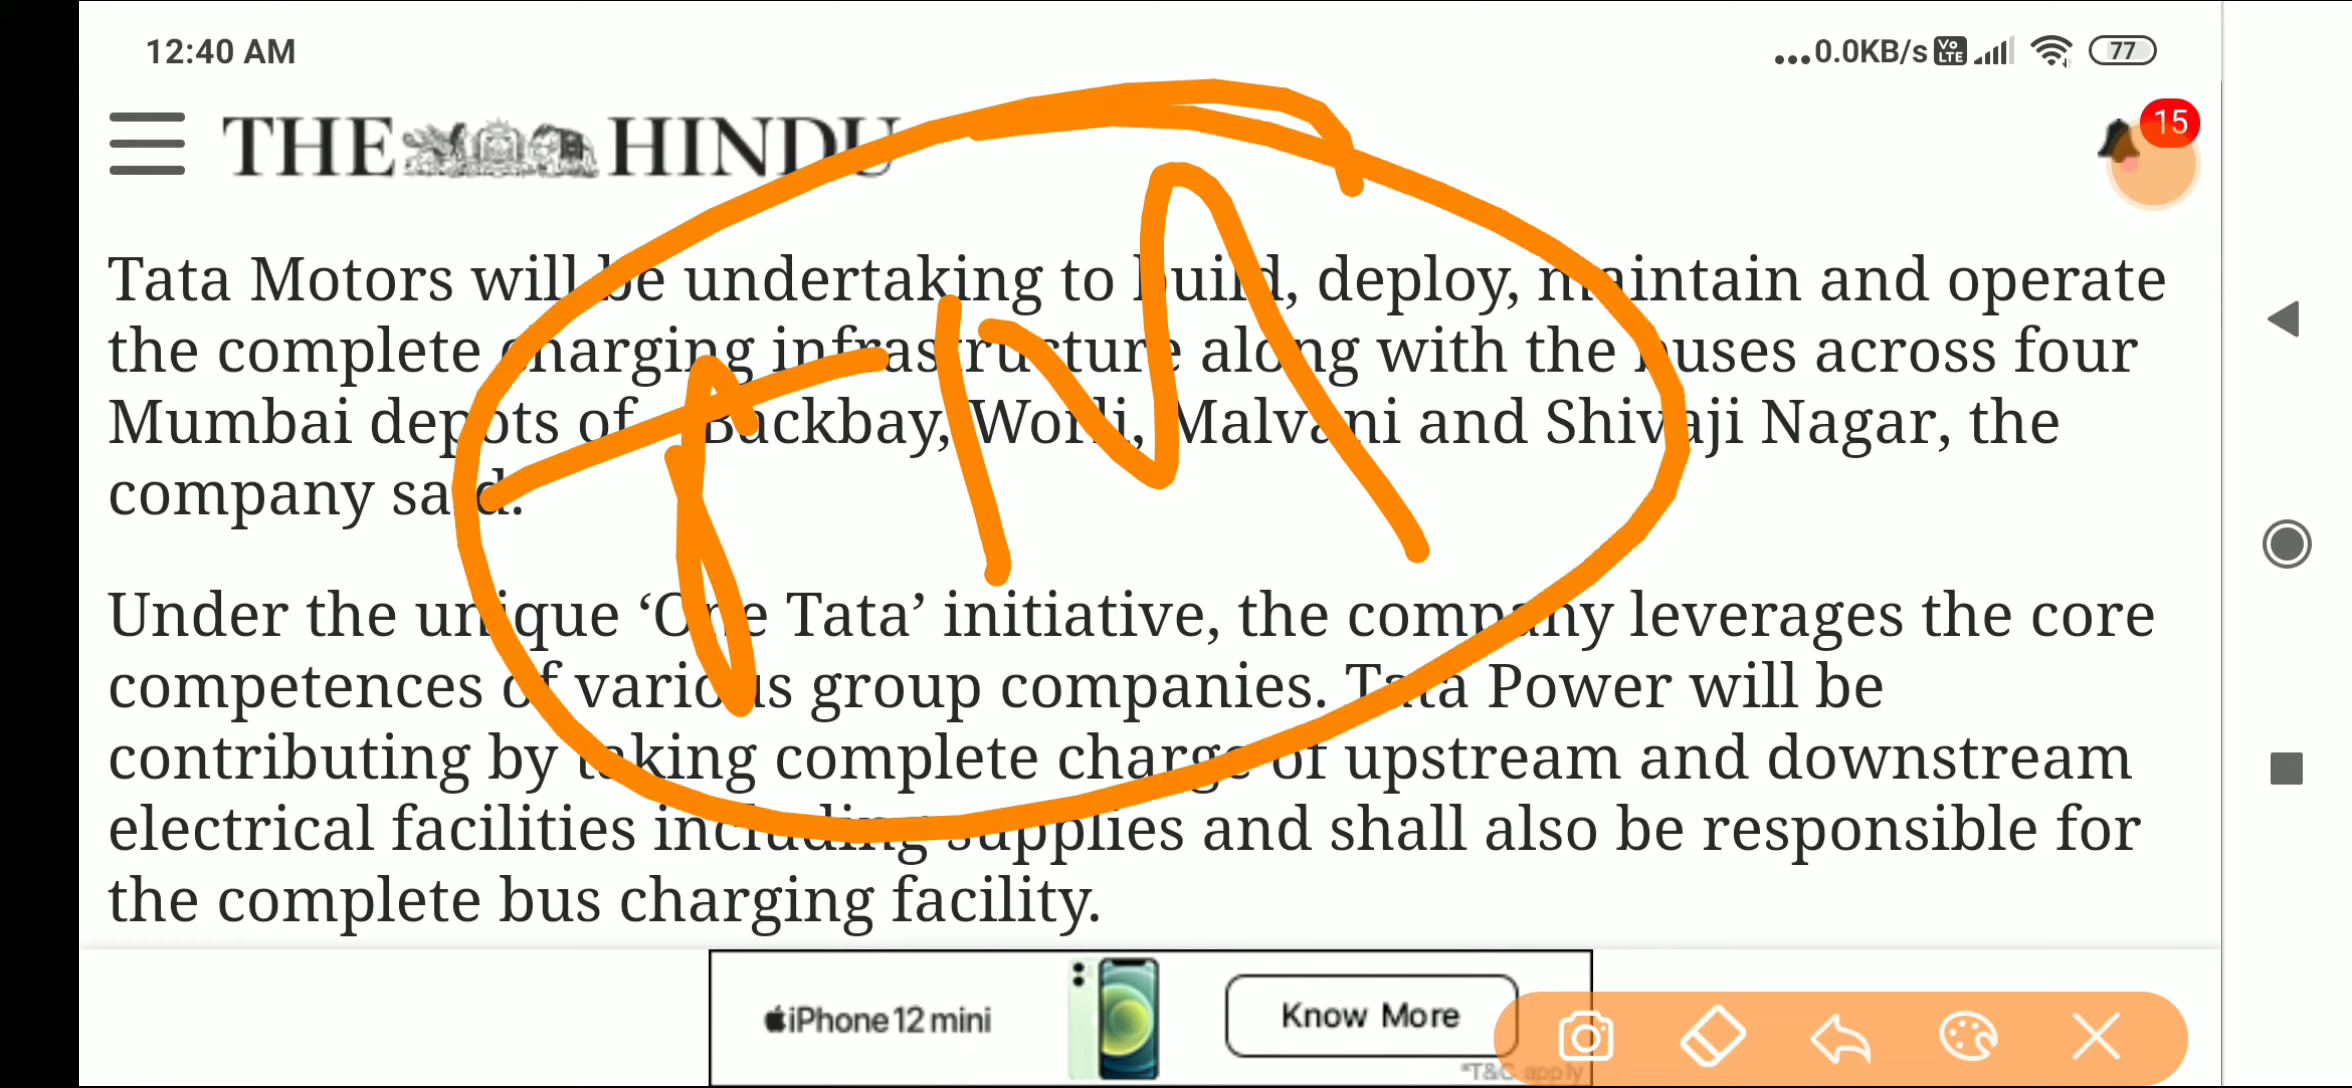 12:40 AM
...0.0KB/s Vo LTE 77
THE HINDU
15
Tata Motors will be undertaking to build, deploy, maintain and operate
the complete charging infrastructure along with the buses across four
Mumbai depots of Backbay, Worli, Malvani and Shivaji Nagar, the
company said.
TM
Under the unique ‘One Tata’ initiative, the company leverages the core
competences of various group companies. Tata Power will be
contributing by taking complete charge of upstream and downstream
electrical facilities including supplies and shall also be responsible for
the complete bus charging facility.
iPhone 12 mini
Know More
*T&C apply